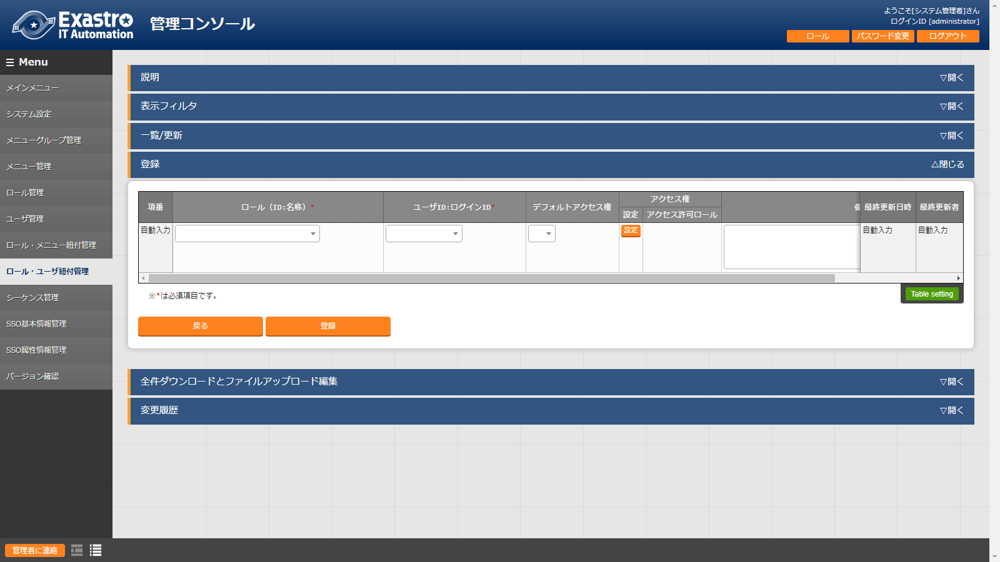 Exastro
IT Automation
管理コンソール
ようこそ[システム管理者]さん
ログインID [administrator]
ロール
パスワード変更
ログアウト
Menu
メインメニュー
システム設定
メニューグループ管理
メニュー管理
ロール管理
ユーザ管理
ロール・メニュー紐付管理
ロール・ユーザ紐付管理
シーケンス管理
SSO基本情報管理
SSO属性情報管理
バージョン確認
説明
▽開く
表示フィルタ
▽開く
一覧/更新
▽開く
登録
△閉じる
項番
ロール（ID:名称）*
ユーザID:ログインID*
デフォルトアクセス権
アクセス権
設定
アクセス許可ロール
最終更新日時
最終更新者
自動入力
設定
自動入力
自動入力
※*は必須項目です。
Table setting
戻る
登録
全件ダウンロードとファイルアップロード編集
▽開く
変更履歴
▽開く
管理者に連絡